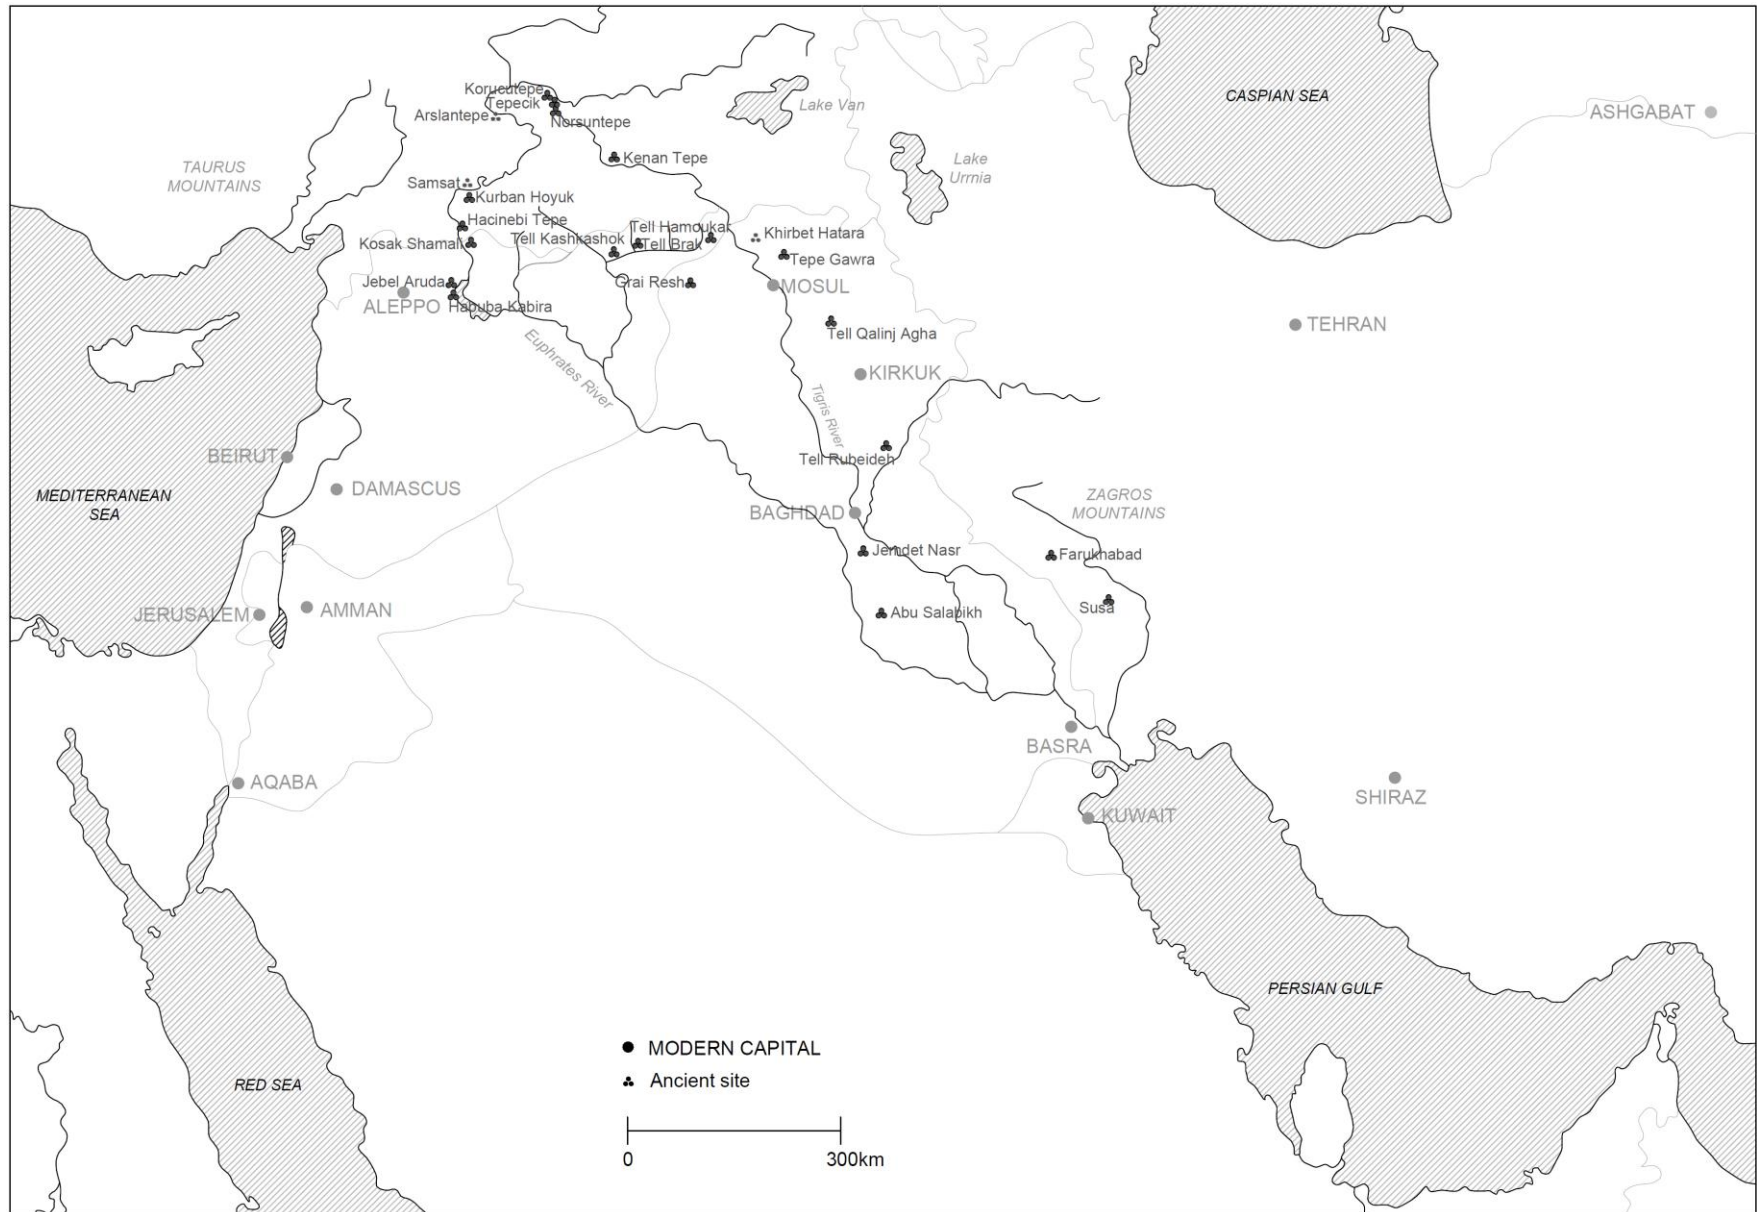 CASPIAN SEA
ASHGABAT
Korucutepe
Tepecik
Arslantepe
Norsuntepe
Lake Van
Lake
Urrnia
TAURUS
MOUNTAINS
Kenan Tepe
Samsat
Kurban Hoyuk
Hacinebi Tepe
Kosak Shamali
Tell Hamoukar
Tell Kashkashok
Tell Brak
Khirbet Hatara
Tepe Gawra
Jebel Aruda
Grai Resh
MOSUL
ALEPPO
Habuba Kabira
TEHRAN
Tell Qalinj Agha
Euphrates River
KIRKUK
Tigris River
BEIRUT
Tell Rubeideh
DAMASCUS
MEDITERRANEAN
SEA
ZAGROS
MOUNTAINS
BAGHDAD
Jemdet Nasr
Farukhabad
JERUSALEM
AMMAN
Abu Salabikh
Susa
BASRA
AQABA
SHIRAZ
KUWAIT
PERSIAN GULF
RED SEA
MODERN CAPITAL
Ancient site
0 300km